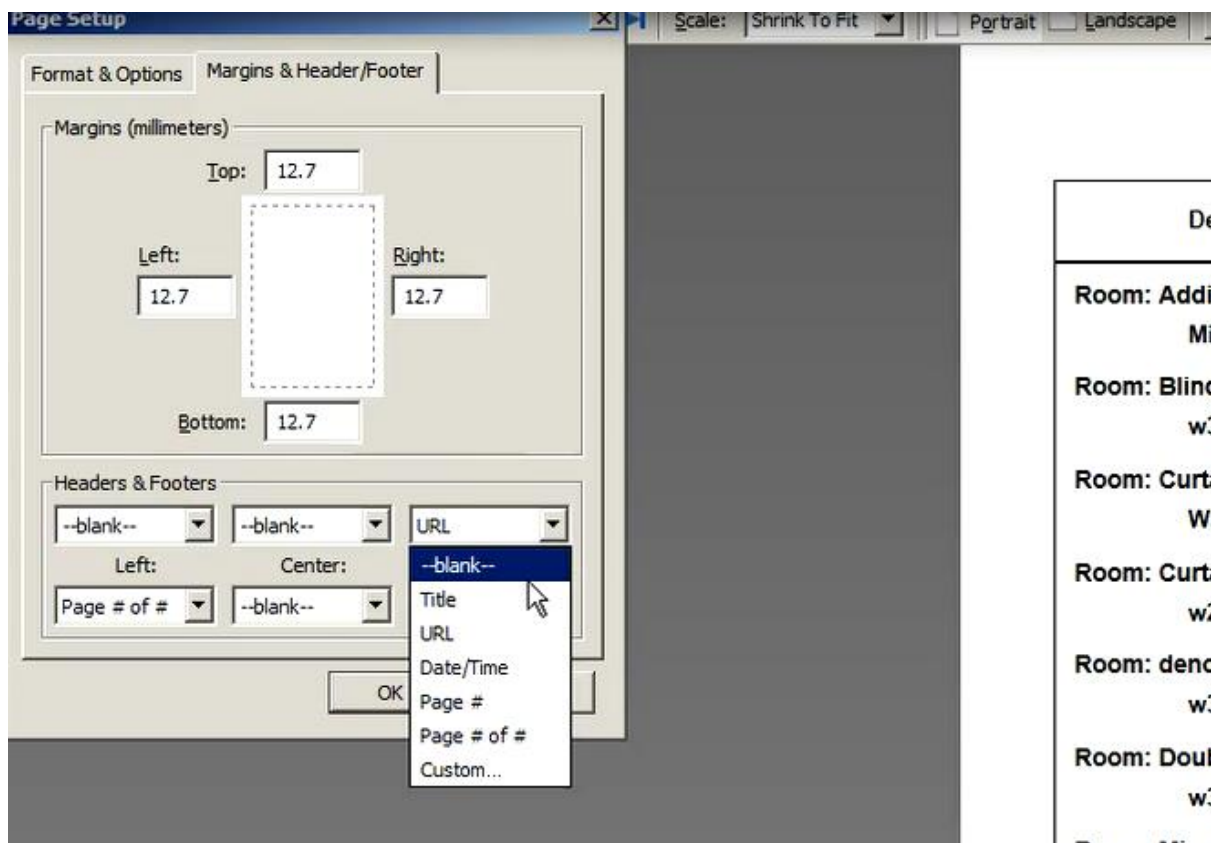 Page Setup
Scale: Shrink To Fit Portrait Landscape
Format & Options Margins & Header/Footer
Margins (millimeters)
Top: 12.7
Left: Right:
12.7 12.7
Bottom: 12.7
Headers & Footers
--blank-- --blank-- URL
Left: Center:
Page # of # --blank--
--blank--
Title
URL
Date/Time
Page #
Page # of #
Custom...
OK
De
Room: Addi
Mi
Room: Blin
w3
Room: Curta
W
Room: Curta
w2
Room: deno
w3
Room: Doul
w3